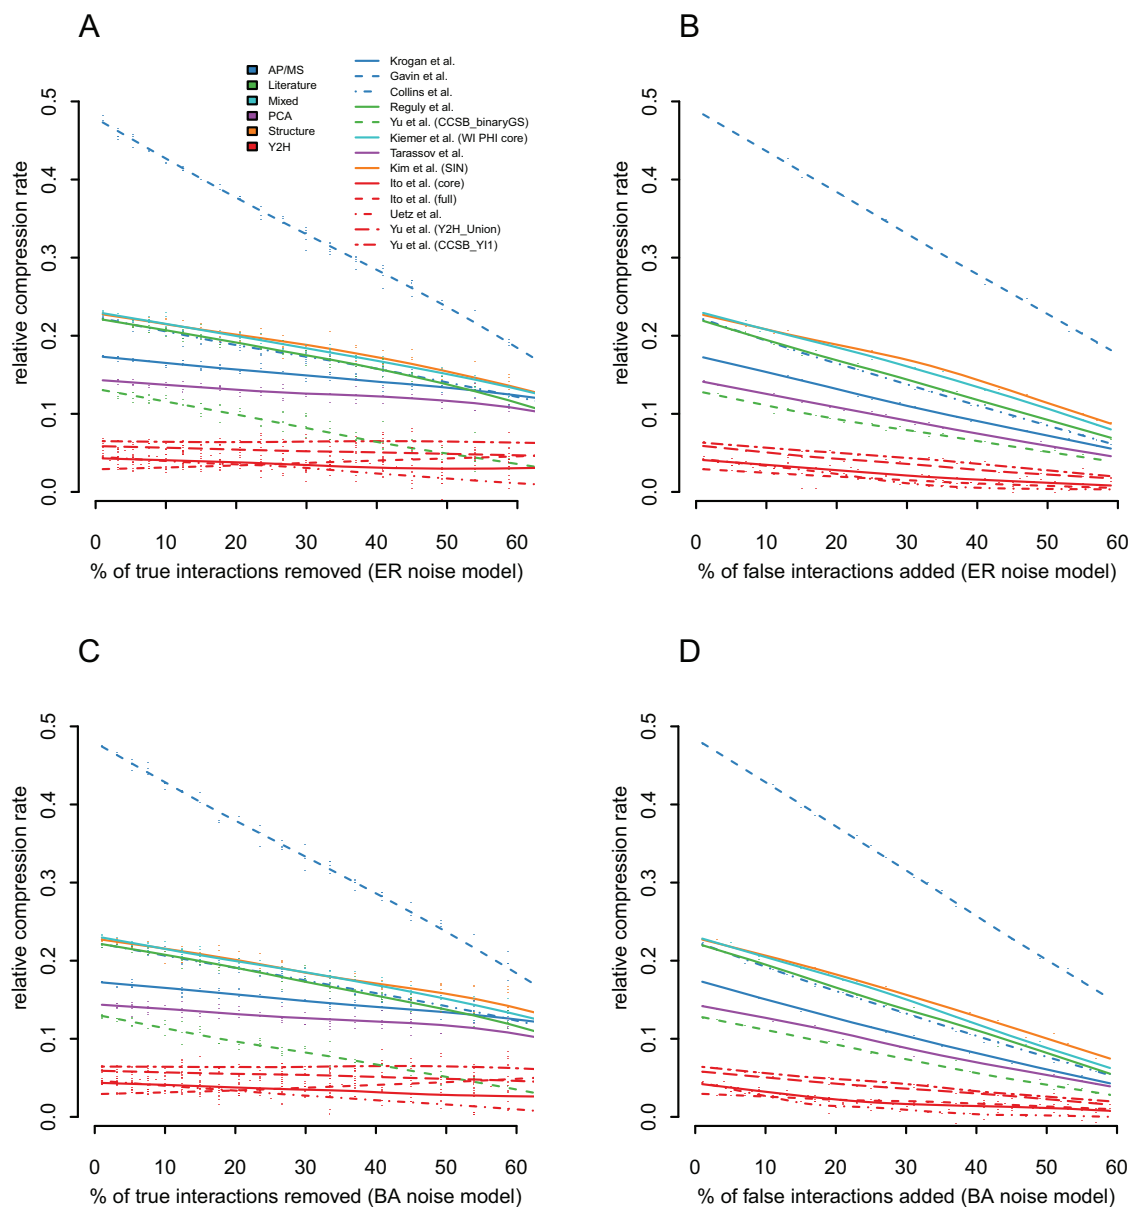 A
B
AP/MS
Literature
Mixed
PCA
Structure
Y2H
Krogan et al.
Gavin et al.
Collins et al.
Reguly et al.
Yu et al. (CCSB_binaryGS)
Kiemer et al. (WI PHI core)
Tarassov et al.
Kim et al. (SIN)
Ito et al. (core)
Ito et al. (full)
Uetz et al.
Yu et al. (Y2H_Union)
Yu et al. (CCSB_YI1)
relative compression rate
0.0 0.1 0.2 0.3 0.4 0.5
0 10 20 30 40 50 60
% of true interactions removed (ER noise model)
relative compression rate
0.0 0.1 0.2 0.3 0.4 0.5
0 10 20 30 40 50 60
% of false interactions added (ER noise model)
C
D
relative compression rate
0.0 0.1 0.2 0.3 0.4 0.5
0 10 20 30 40 50 60
% of true interactions removed (BA noise model)
relative compression rate
0.0 0.1 0.2 0.3 0.4 0.5
0 10 20 30 40 50 60
% of false interactions added (BA noise model)